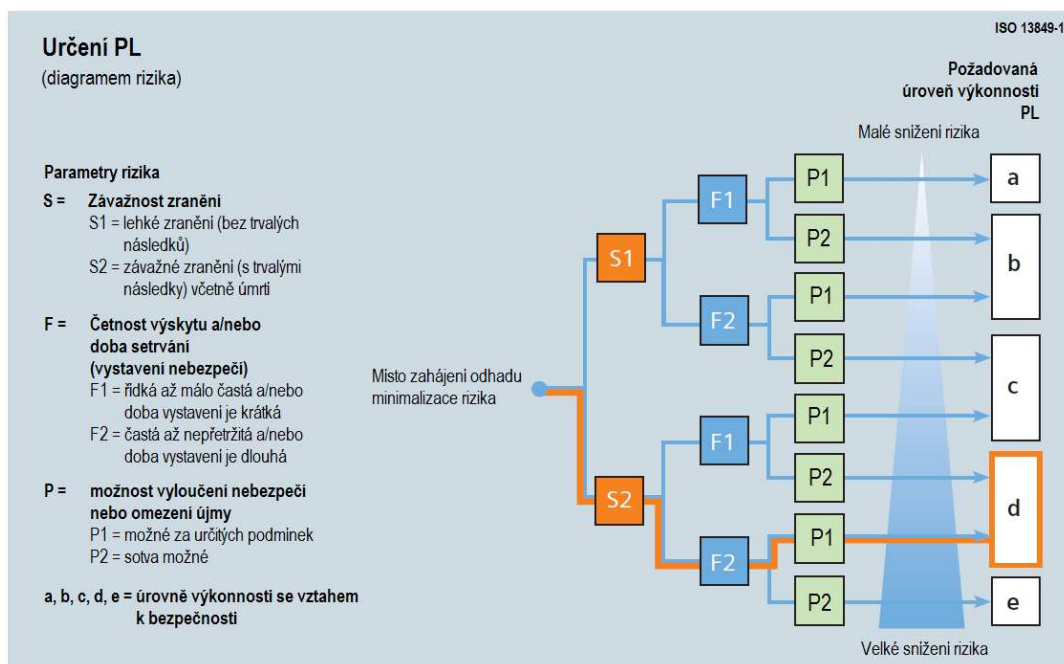 ISO 13849-1
Určení PL
(diagramem rizika)
Požadovaná
úroveň výkonnosti
PL
Malé snížení rizika
Parametry rizika
S = Závažnost zranění
S1 = lehké zranění (bez trvalých
následků)
S2 = závažné zranění (s trvalými
následky) včetně úmrtí
F = Četnost výskytu a/nebo
doba setrvání
(vystavení nebezpečí)
F1 = řídká až málo častá a/nebo
doba vystavení je krátká
F2 = častá až nepřetržitá a/nebo
doba vystavení je dlouhá
P = možnost vyloučení nebezpečí
nebo omezení újmy
P1 = možné za určitých podmínek
P2 = sotva možné
a, b, c, d, e = úrovně výkonnosti se vztahem
k bezpečnosti
Místo zahájení odhadu
minimalizace rizika
S1
S2
F1
F2
F1
F2
P1
P2
P1
P2
P1
P2
P1
P2
a
b
c
d
e
Velké snížení rizika